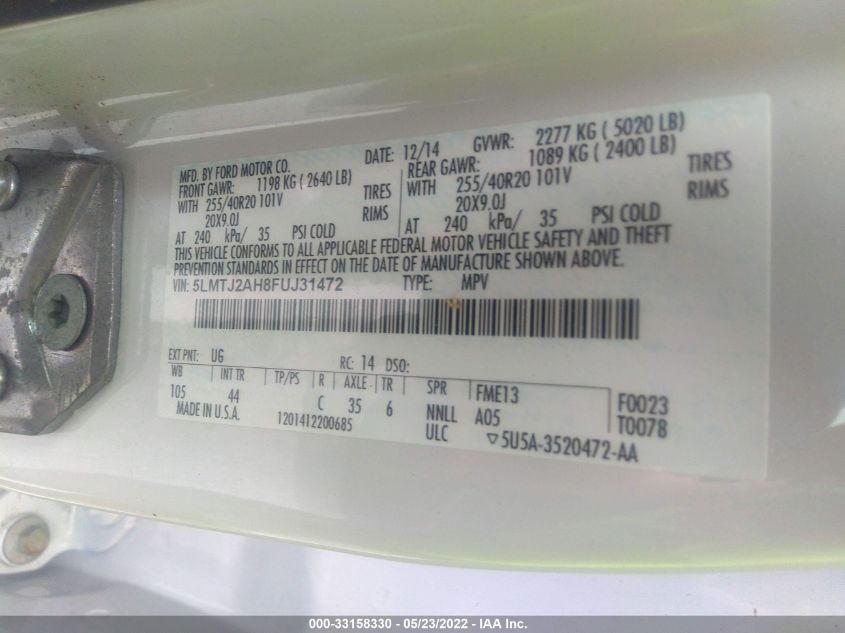 MFD. BY FORD MOTOR CO.
DATE: 12/14 GVWR: 2277 KG ( 5020 LB)
FRONT GAWR: 1198 KG ( 2640 LB) REAR GAWR: 1089 KG ( 2400 LB)
WITH 255/40R20 101V TIRES WITH 255/40R20 101V TIRES
20X9.0J RIMS 20X9.0J RIMS
AT 240 kPa/ 35 PSI COLD AT 240 kPa/ 35 PSI COLD
THIS VEHICLE CONFORMS TO ALL APPLICABLE FEDERAL MOTOR VEHICLE SAFETY AND THEFT
PREVENTION STANDARDS IN EFFECT ON THE DATE OF MANUFACTURE SHOWN ABOVE.
VIN: 5LMTJ2AH8FUJ31472 TYPE: MPV
EXT PNT: UG RC: 14 DSO:
WB INT TR TP/PS R AXLE TR SPR FME13 F0023
105 44 C 35 6 NNLL A05 T0078
MADE IN U.S.A. 1201412200685 ULC ▽5U5A-3520472-AA
000-33158330 - 05/23/2022 - IAA Inc.